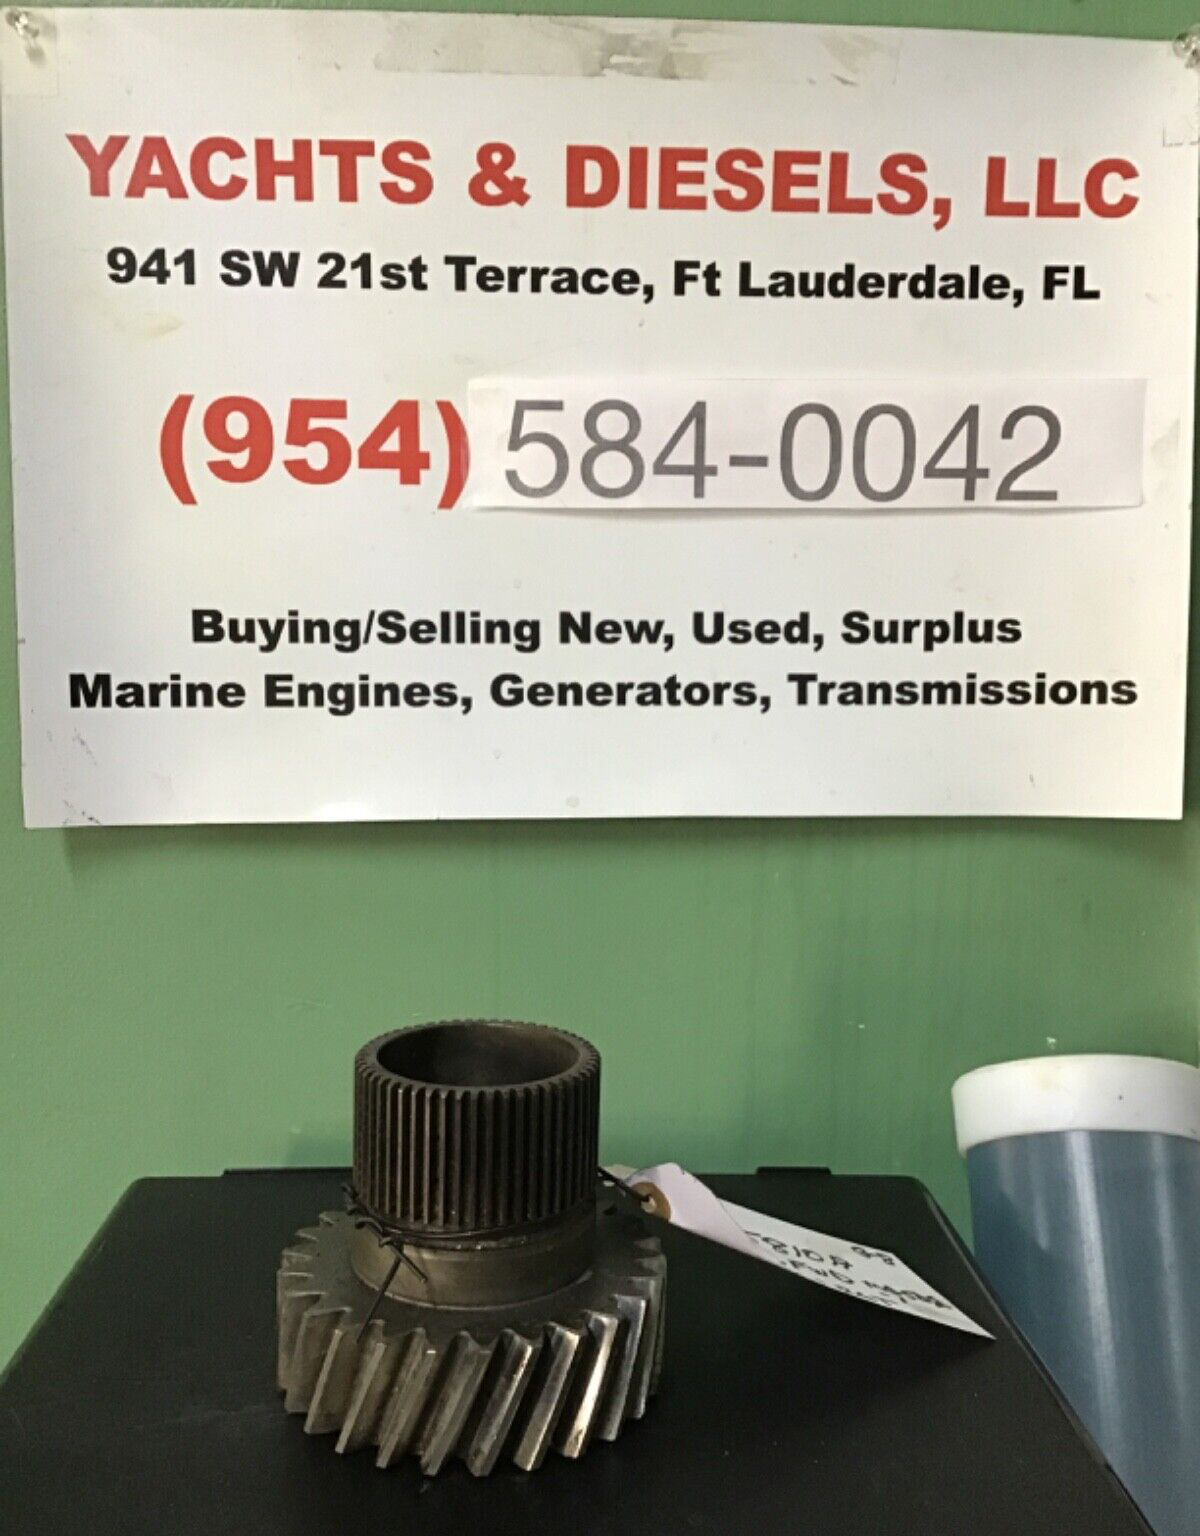 YACHTS & DIESELS, LLC
941 SW 21st Terrace, Ft Lauderdale, FL
(954) 584-0042
Buying/Selling New, Used, Surplus
Marine Engines, Generators, Transmissions